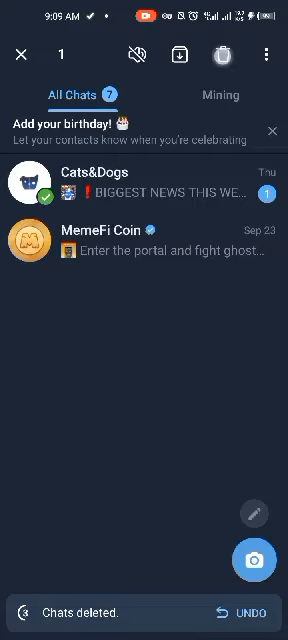 9:09 AM
1
All Chats 7
Mining
Add your birthday! 🎂
Let your contacts know when you're celebrating
Cats&Dogs
Thu
❗BIGGEST NEWS THIS WE...
1
MemeFi Coin
Sep 23
Enter the portal and fight ghost...
3
Chats deleted.
UNDO